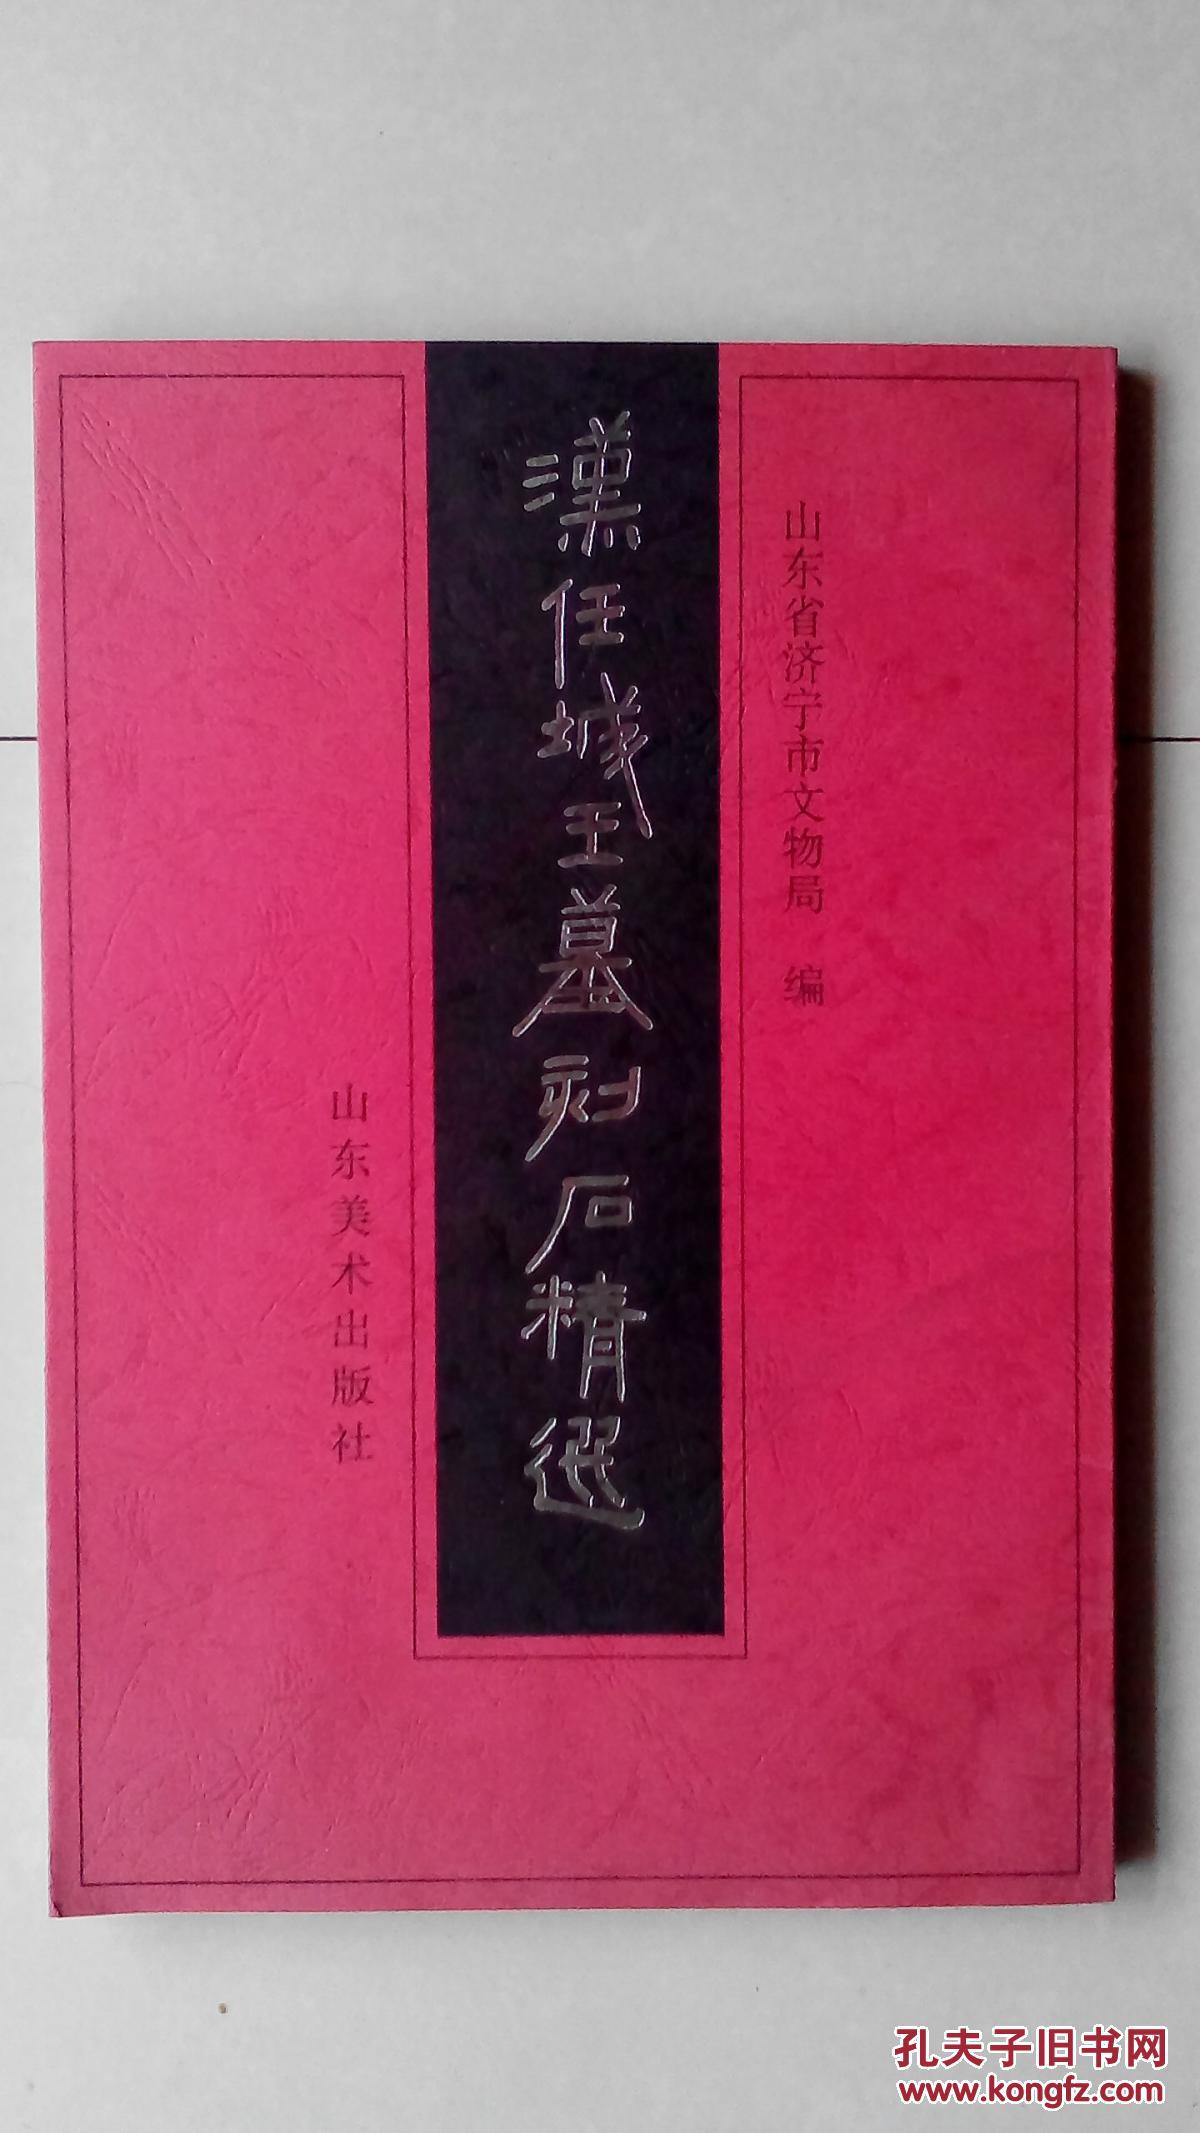 山东省济宁市文物局 编
漢任城王墓刻石精選
山东美术出版社
孔夫子旧书网
www.kongfz.com